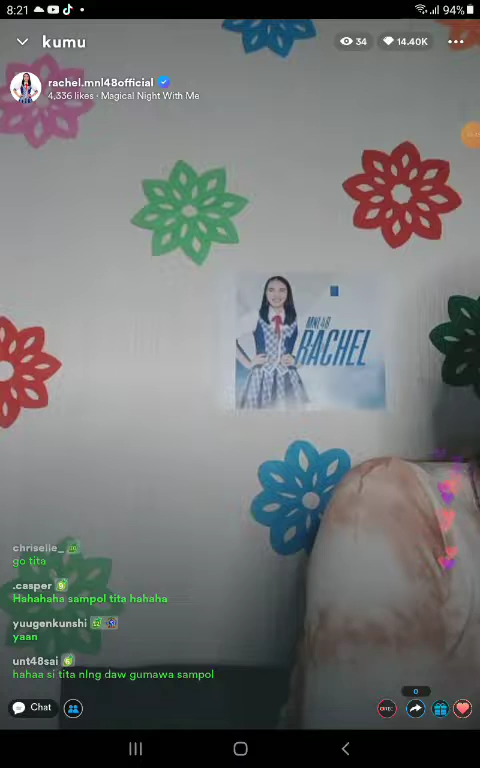 8:21
94%
kumu
34
14.40K
rachel.mnl48official
4,336 likes · Magical Night With Me
MNL48
RACHEL
chriselle_
go tita
.casper
Hahahaha sampol tita hahaha
yuugenkunshi
yaan
unt48sai
hahaa si tita nlng daw gumawa sampol
0
Chat